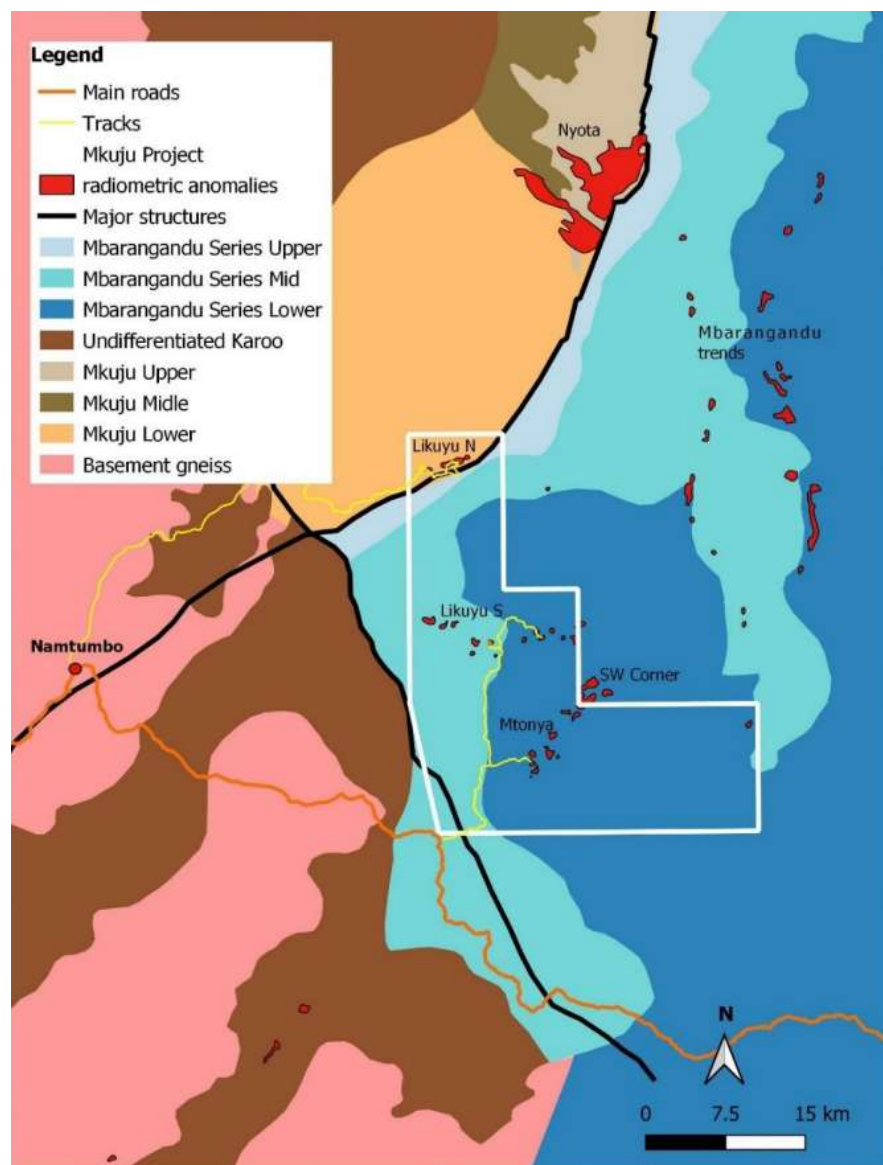 Legend
Main roads
Tracks
Mkuju Project
radiometric anomalies
Major structures
Mbarangandu Series Upper
Mbarangandu Series Mid
Mbarangandu Series Lower
Undifferentiated Karoo
Mkuju Upper
Mkuju Midle
Mkuju Lower
Basement gneiss
Nyota
Mbarangandu
trends
Likuyu N
Likuyu S
Namtumbo
SW Corner
Mtonya
N
0 7.5 15 km